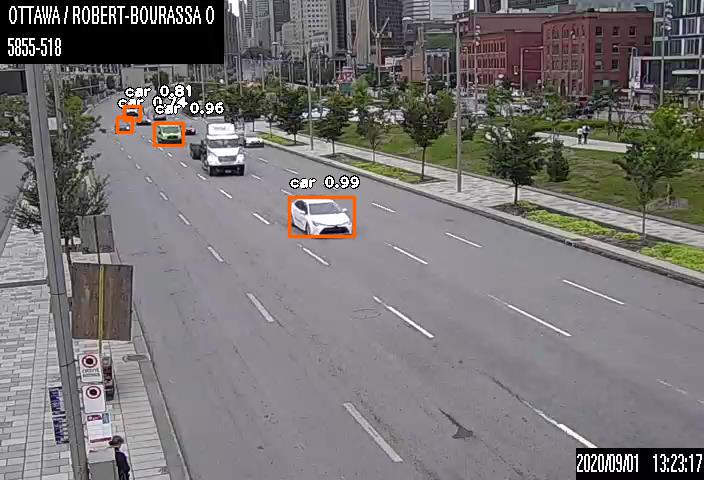 OTTAWA / ROBERT-BOURASSA O
5855-518
car 0.81
car 0.74
car 0.96
car 0.99
2020/09/01 13:23:17